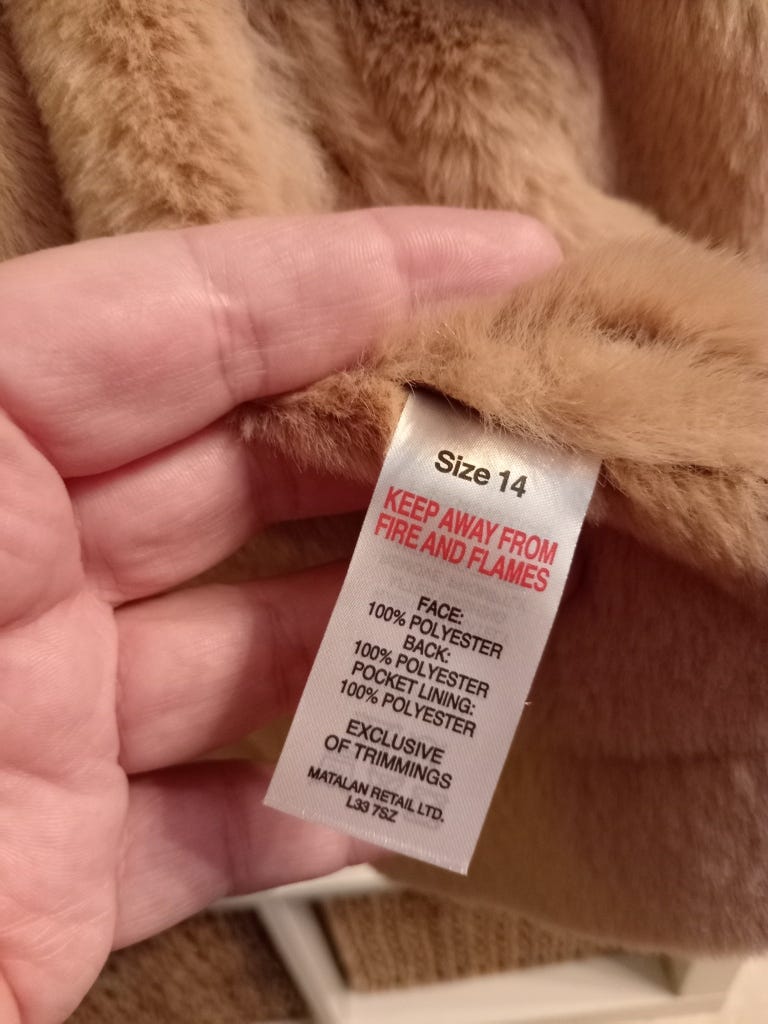 Size 14
KEEP AWAY FROM
FIRE AND FLAMES
FACE:
100% POLYESTER
BACK:
100% POLYESTER
POCKET LINING:
100% POLYESTER
EXCLUSIVE
OF TRIMMINGS
MATALAN RETAIL LTD.
L33 7SZ